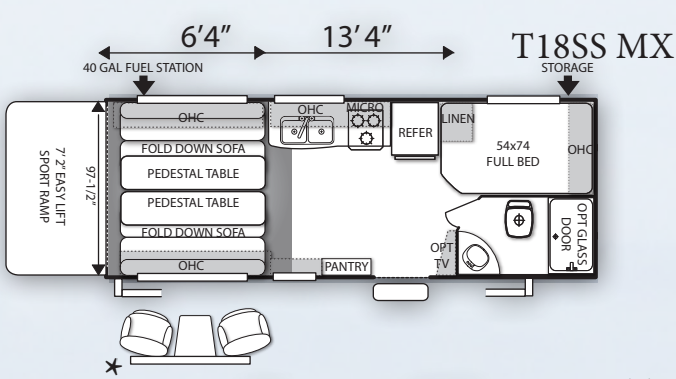 6'4"
13'4"
T18SS MX
40 GAL FUEL STATION
STORAGE
OHC
OHC
MICRO
REFER
LINEN
54x74
FULL BED
OHC
FOLD DOWN SOFA
PEDESTAL TABLE
PEDESTAL TABLE
FOLD DOWN SOFA
OHC
97-1/2"
7' 2" EASY LIFT
SPORT RAMP
PANTRY
OPT
TV
OPT GLASS
DOOR